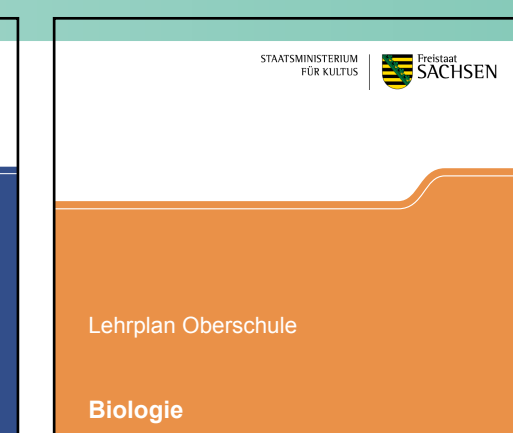 STAATSMINISTERIUM
FÜR KULTUS
Freistaat
SACHSEN
Lehrplan Oberschule
Biologie